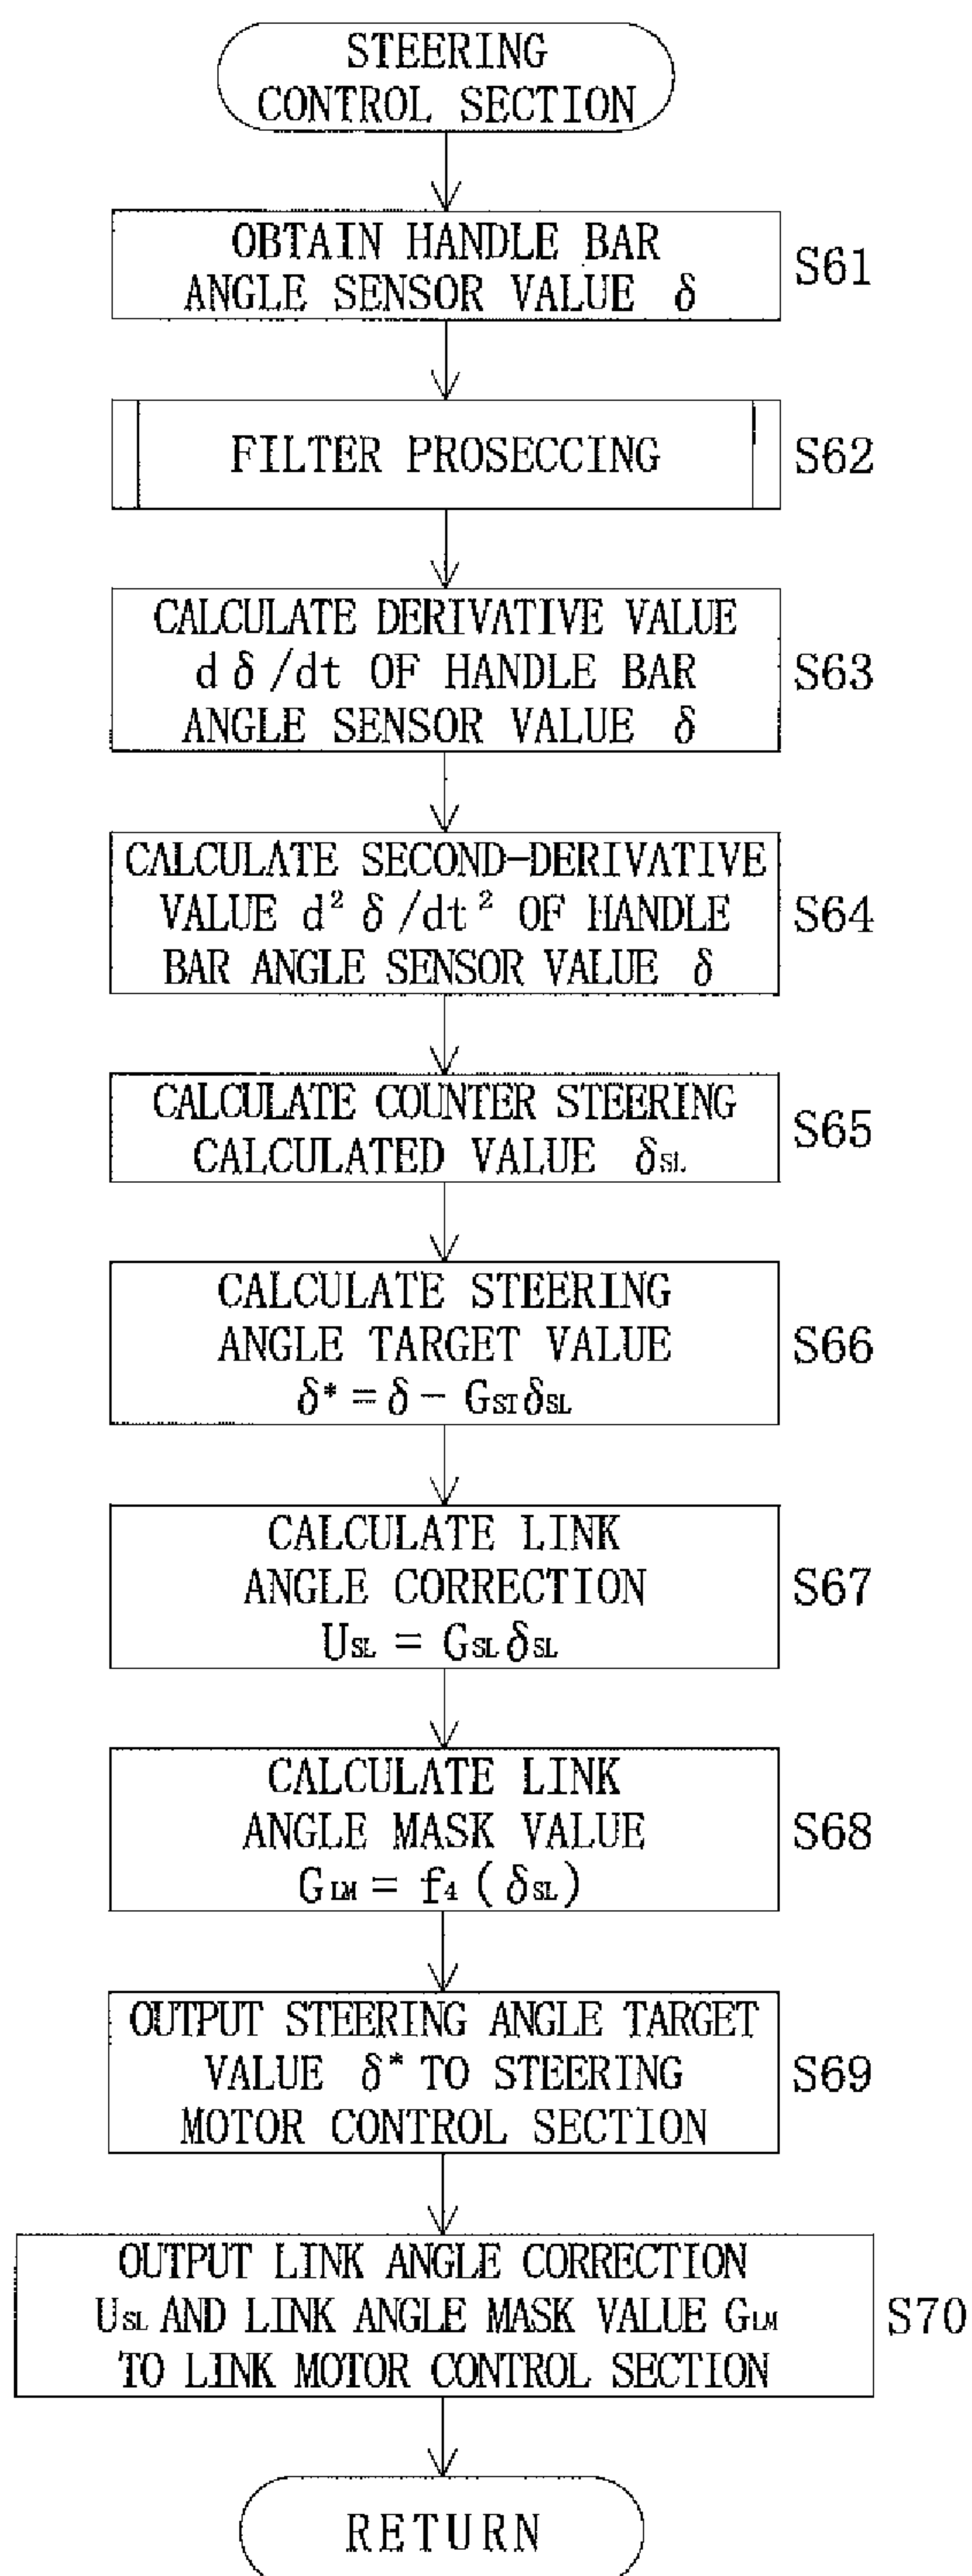 STEERING
CONTROL SECTION
OBTAIN HANDLE BAR
ANGLE SENSOR VALUE δ
S61
FILTER PROSECCING
S62
CALCULATE DERIVATIVE VALUE
dδ/dt OF HANDLE BAR
ANGLE SENSOR VALUE δ
S63
CALCULATE SECOND-DERIVATIVE
VALUE d²δ/dt² OF HANDLE
BAR ANGLE SENSOR VALUE δ
S64
CALCULATE COUNTER STEERING
CALCULATED VALUE δSL
S65
CALCULATE STEERING
ANGLE TARGET VALUE
δ* = δ − GSTδSL
S66
CALCULATE LINK
ANGLE CORRECTION
USL = GSLδSL
S67
CALCULATE LINK
ANGLE MASK VALUE
GLM = f4 (δSL)
S68
OUTPUT STEERING ANGLE TARGET
VALUE δ* TO STEERING
MOTOR CONTROL SECTION
S69
OUTPUT LINK ANGLE CORRECTION
USL AND LINK ANGLE MASK VALUE GLM
TO LINK MOTOR CONTROL SECTION
S70
RETURN